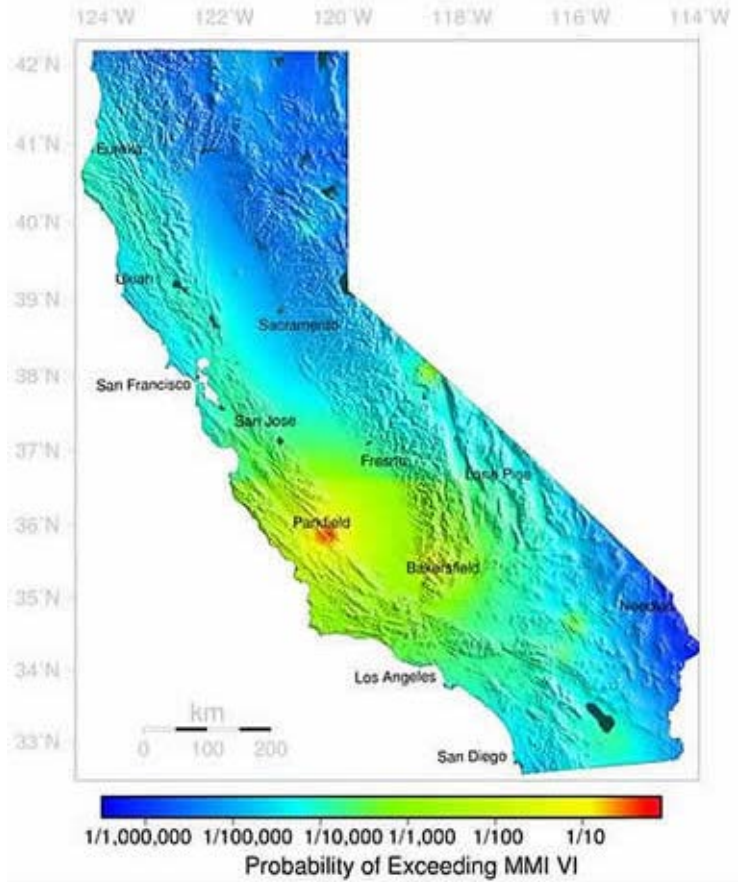 124°W 122°W 120°W 118°W 116°W 114°W
42°N
41°N
Eureka
40°N
Ukiah
39°N
Sacramento
38°N
San Francisco
San Jose
37°N
Fresno
Lone Pine
36°N
Parkfield
Bakersfield
35°N
Needles
34°N
Los Angeles
km
33°N
0 100 200
San Diego
1/1,000,000 1/100,000 1/10,000 1/1,000 1/100 1/10
Probability of Exceeding MMI VI